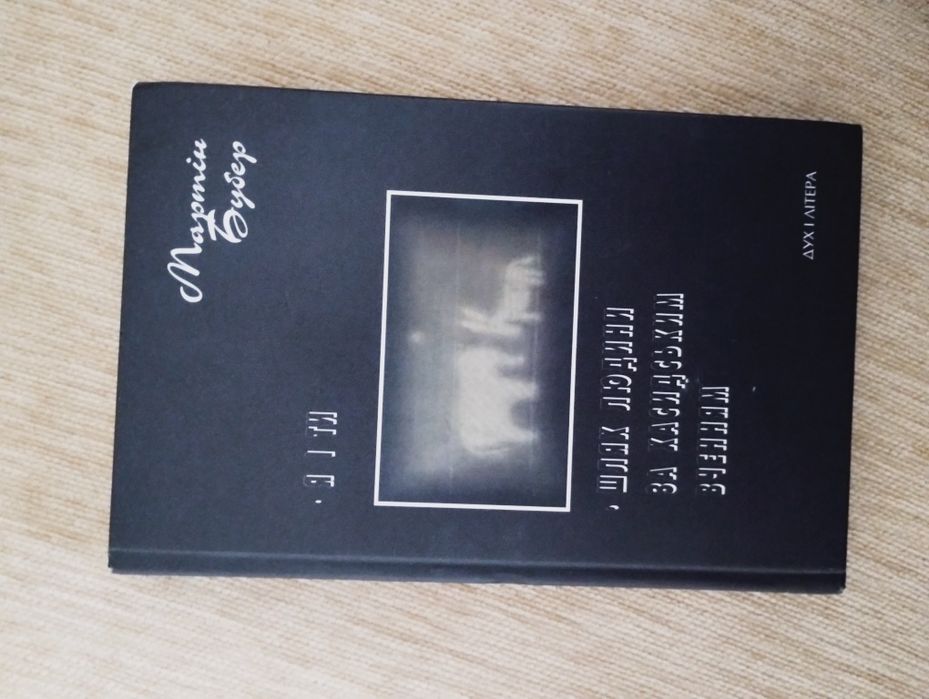 Мартін
Бубер
· Я І ТИ
· ШЛЯХ ЛЮДИНИ
ЗА ХАСИДСЬКИМ
ВЧЕННЯМ
ДУХ І ЛІТЕРА